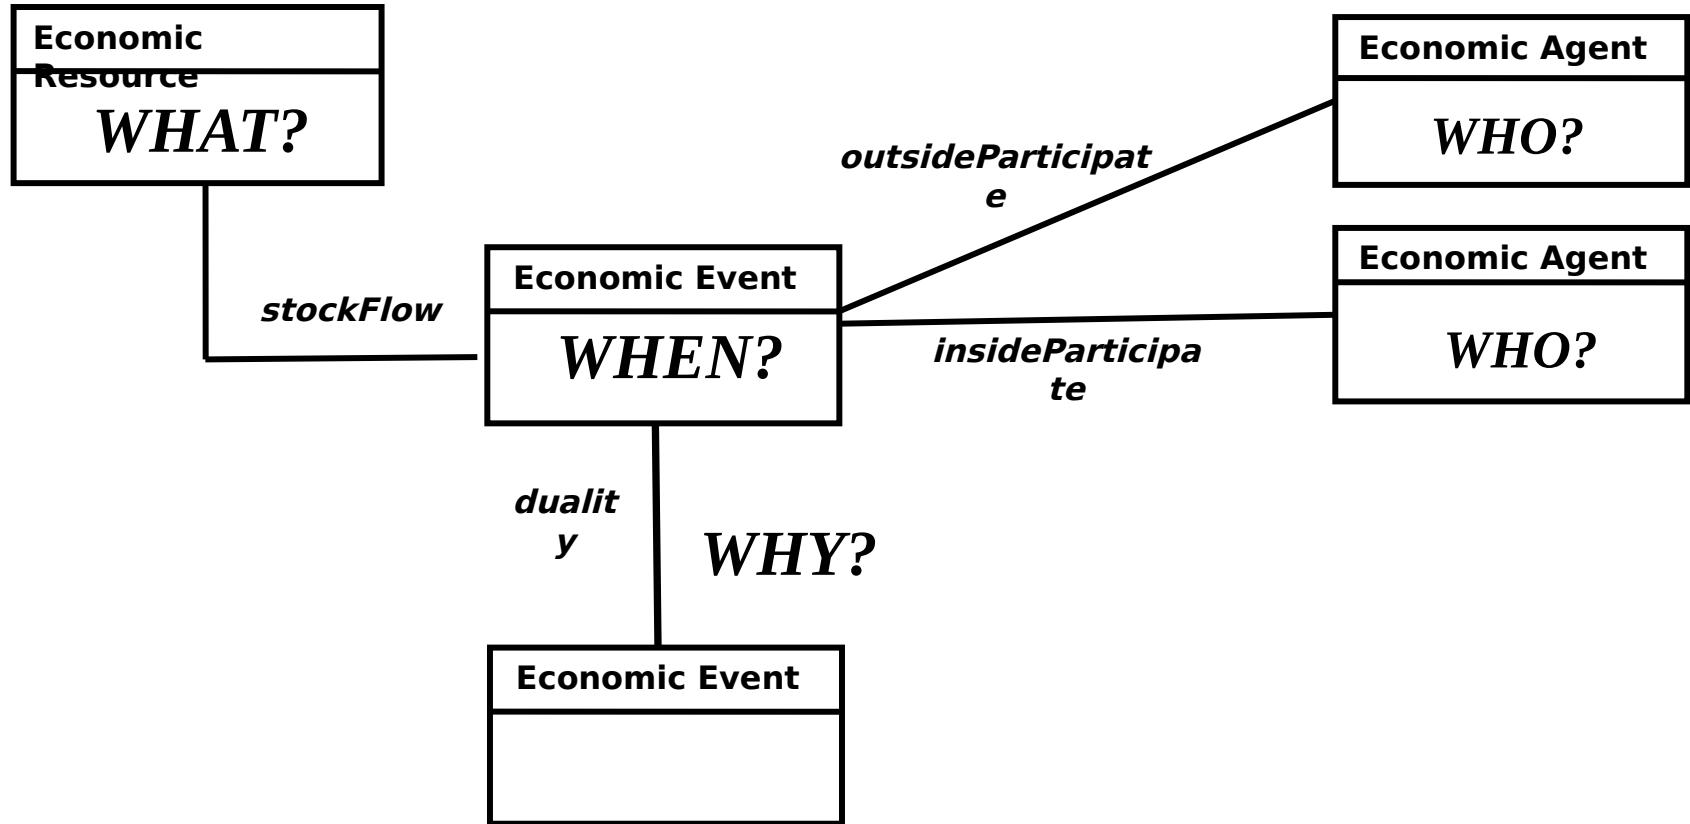 Economic
Resource
WHAT?
Economic Agent
WHO?
outsideParticipat
e
Economic Agent
WHO?
stockFlow
Economic Event
WHEN?
insideParticipa
te
dualit
y
WHY?
Economic Event